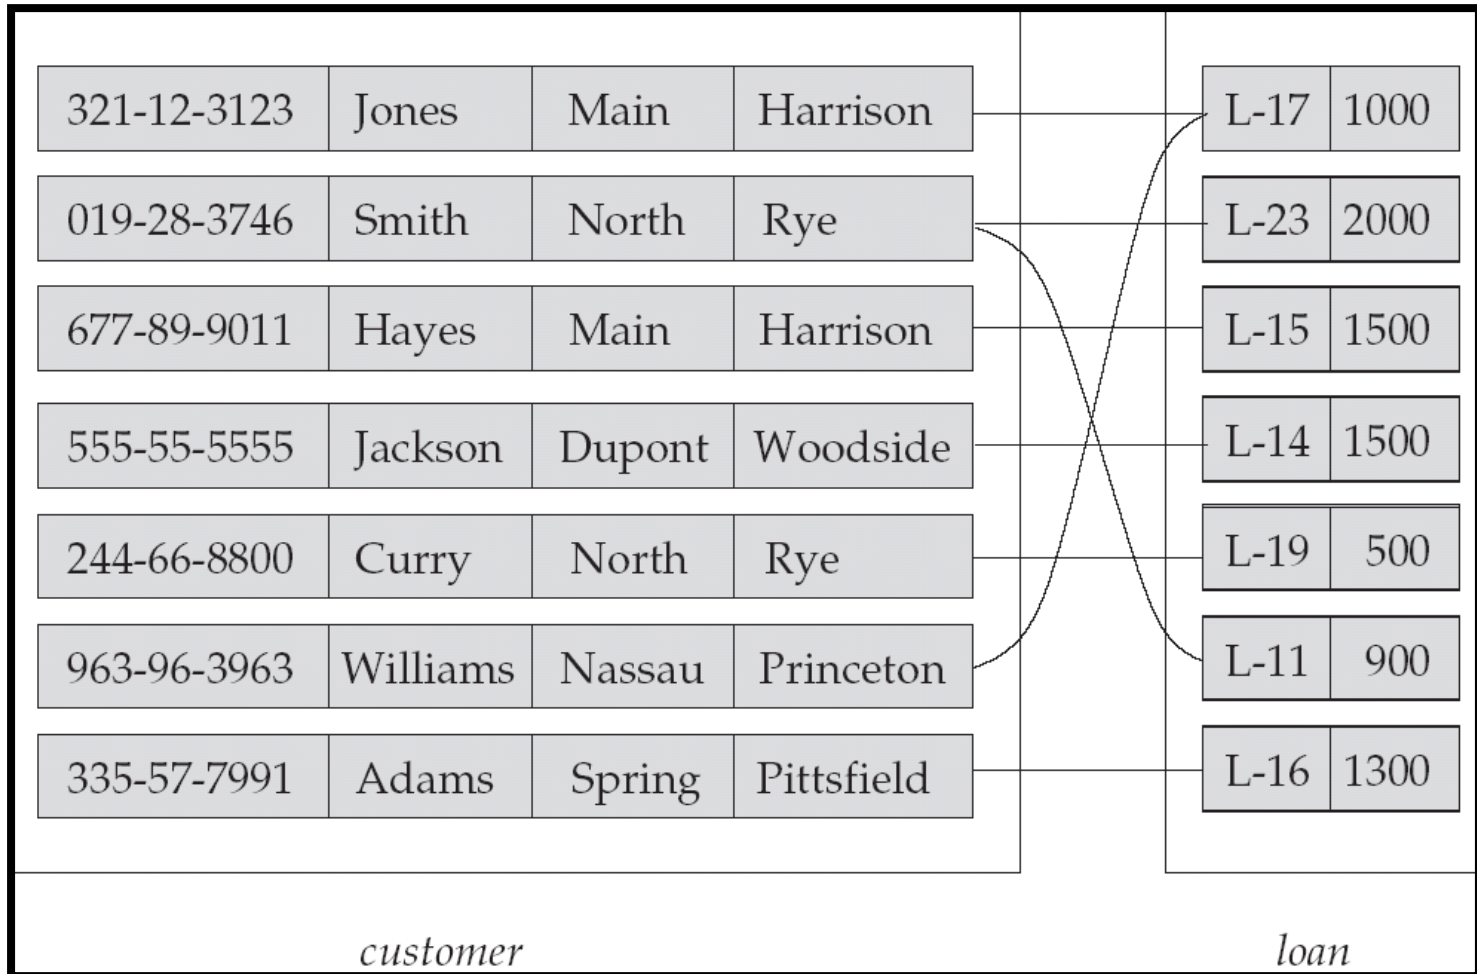 321-12-3123 Jones Main Harrison L-17 1000
019-28-3746 Smith North Rye L-23 2000
677-89-9011 Hayes Main Harrison L-15 1500
555-55-5555 Jackson Dupont Woodside L-14 1500
244-66-8800 Curry North Rye L-19 500
963-96-3963 Williams Nassau Princeton L-11 900
335-57-7991 Adams Spring Pittsfield L-16 1300
customer loan